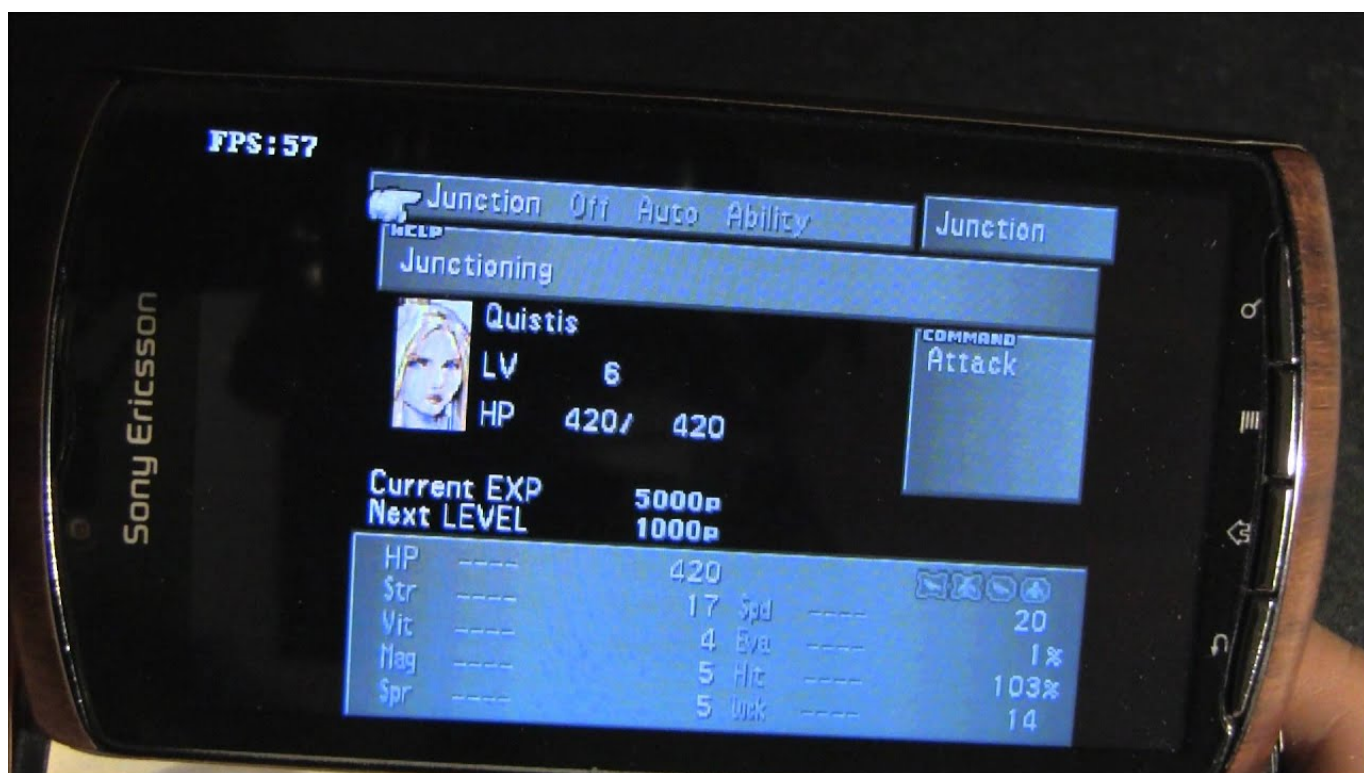 Sony Ericsson
FPS:57
Junction Off Auto Ability
Junction
HELP
Junctioning
Quistis
LV 6
HP 420/ 420
COMMAND
Attack
Current EXP 5000P
Next LEVEL 1000P
HP ---- 420
Str ---- 17 Spd ---- 20
Vit ---- 4 Eva ---- 1%
Mag ---- 5 Hit ---- 103%
Spr ---- 5 Luck ---- 14